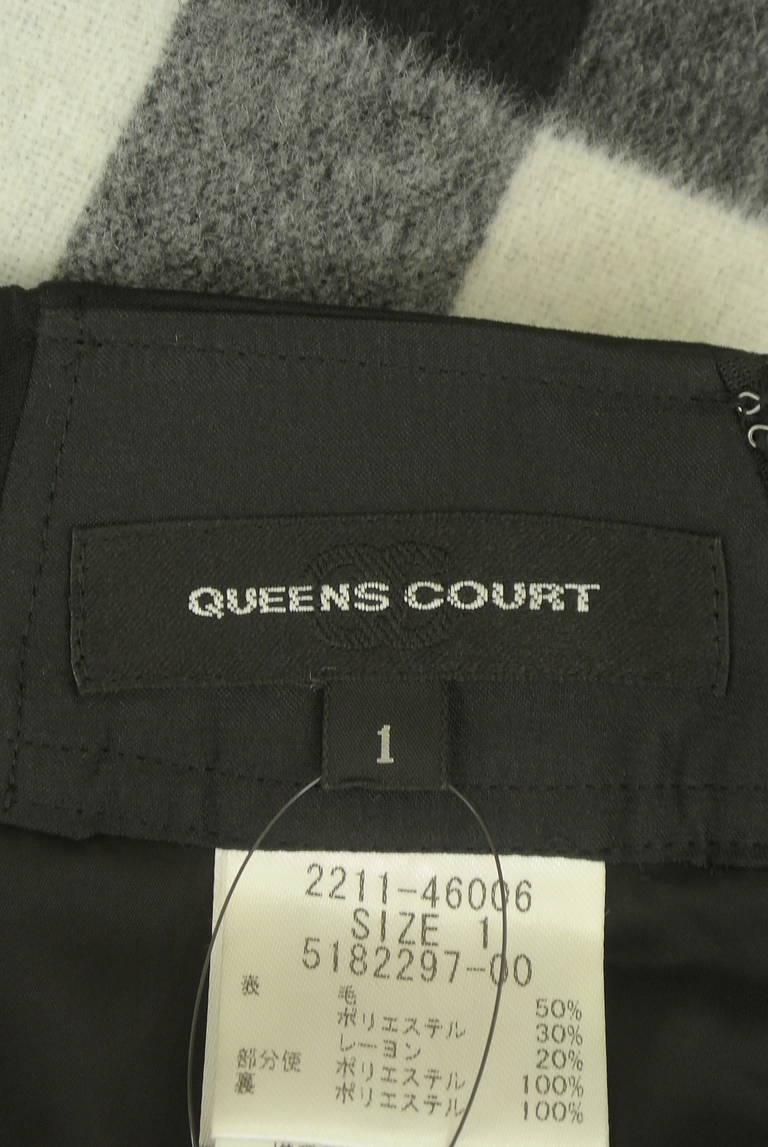 QUEENS COURT
1
2211-46006
SIZE 1
5182297-00
表 毛 50%
ポリエステル 30%
レーヨン 20%
部分使 ポリエステル 100%
裏 ポリエステル 100%